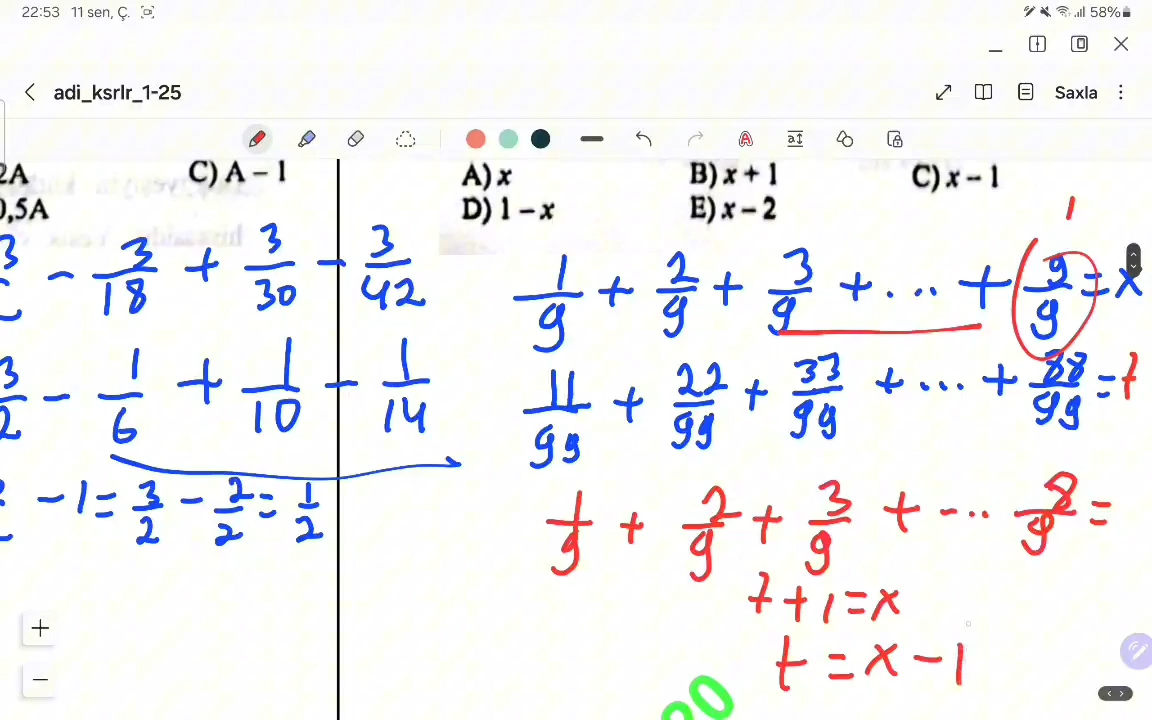 22:53 11 sen, Ç. 58%
adi_ksrlr_1-25 Saxla
2A C) A – 1
0,5A
A) x B) x + 1 C) x – 1
D) 1 – x E) x – 2
1
- 3/18 + 3/30 - 3/42
1/9 + 2/9 + 3/9 + ... + 9/9 = x
3/2 - 1/6 + 1/10 - 1/14
11/99 + 22/99 + 33/99 + ... + 88/99 = t
- 1 = 3/2 - 2/2 = 1/2
1/9 + 2/9 + 3/9 + ... 8/9 =
t + 1 = x
t = x - 1